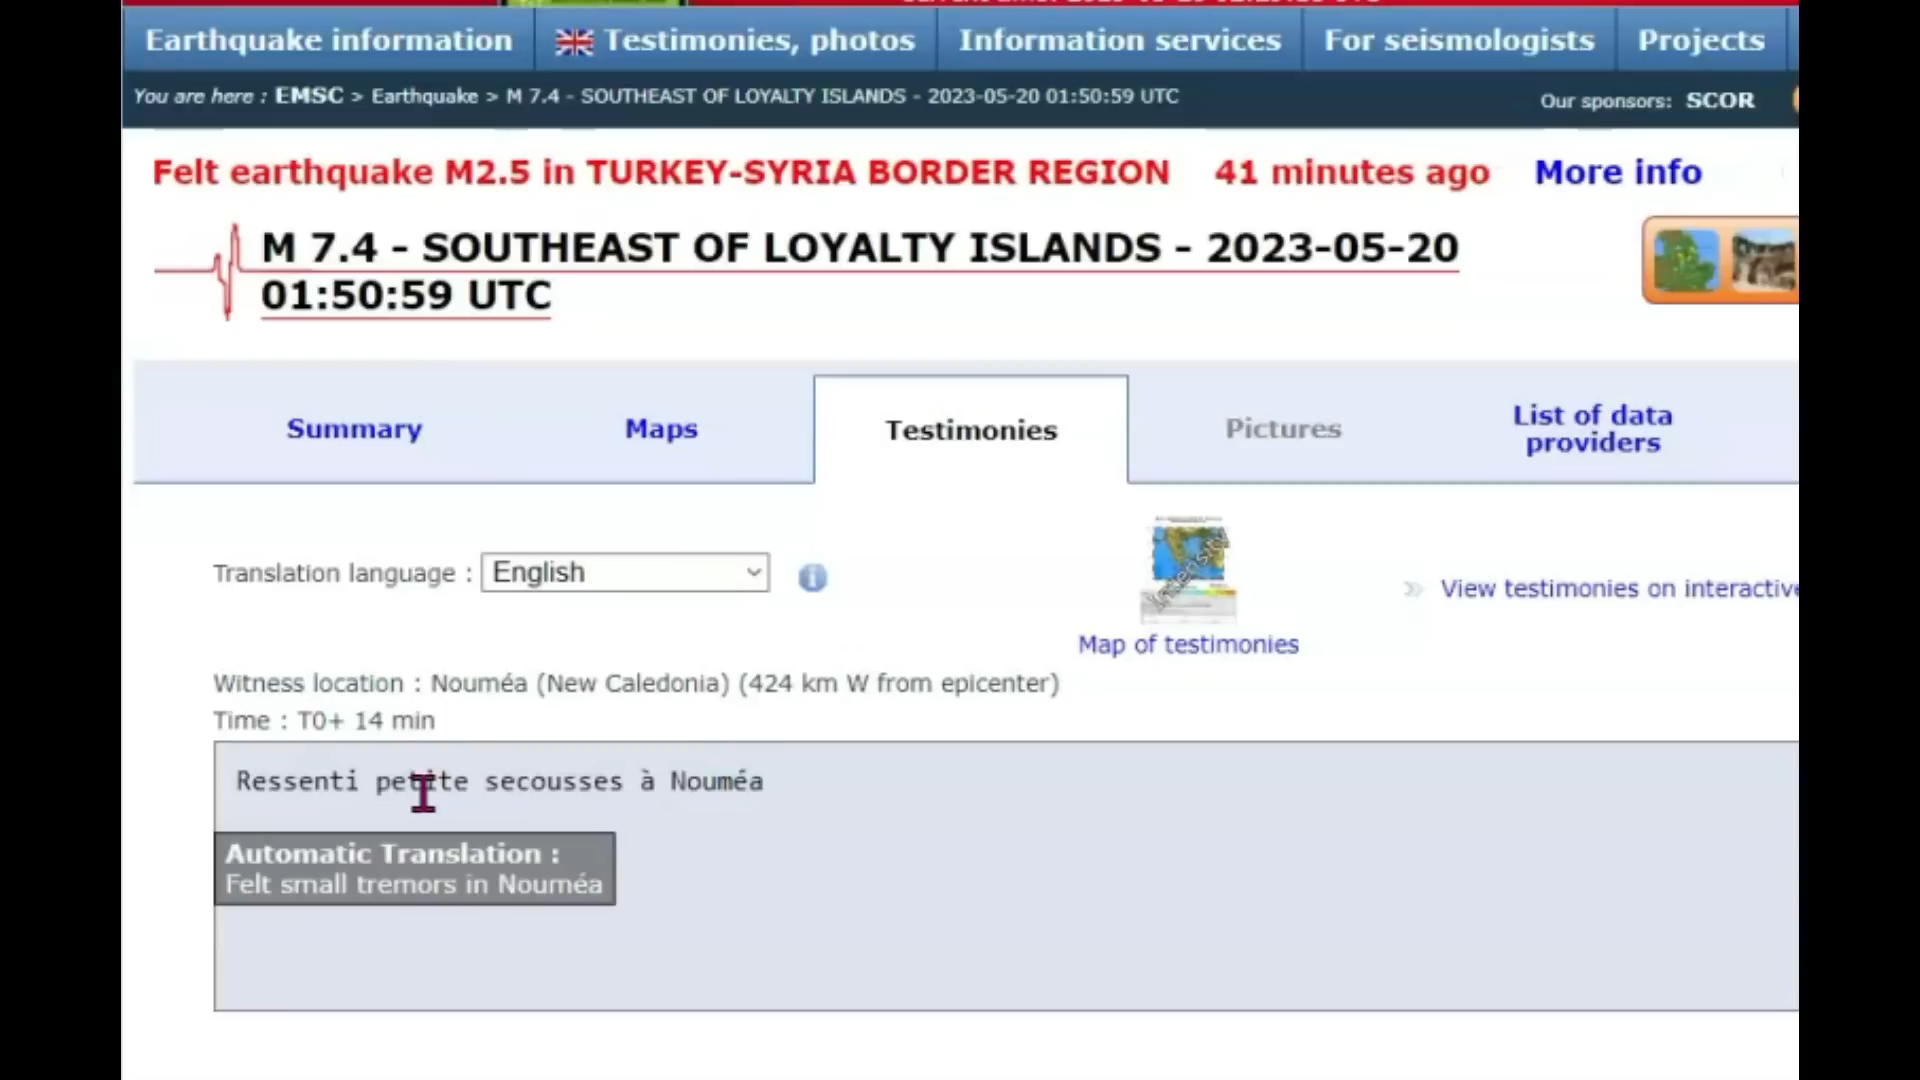 Earthquake information
Testimonies, photos
Information services
For seismologists
Projects
You are here : EMSC > Earthquake > M 7.4 - SOUTHEAST OF LOYALTY ISLANDS - 2023-05-20 01:50:59 UTC
Our sponsors: SCOR
Felt earthquake M2.5 in TURKEY-SYRIA BORDER REGION 41 minutes ago More info
M 7.4 - SOUTHEAST OF LOYALTY ISLANDS - 2023-05-20
01:50:59 UTC
Summary
Maps
Testimonies
Pictures
List of data
providers
Translation language : English
Intensity
View testimonies on interactive
Map of testimonies
Witness location : Nouméa (New Caledonia) (424 km W from epicenter)
Time : T0+ 14 min
Ressenti petite secousses à Nouméa
Automatic Translation :
Felt small tremors in Nouméa